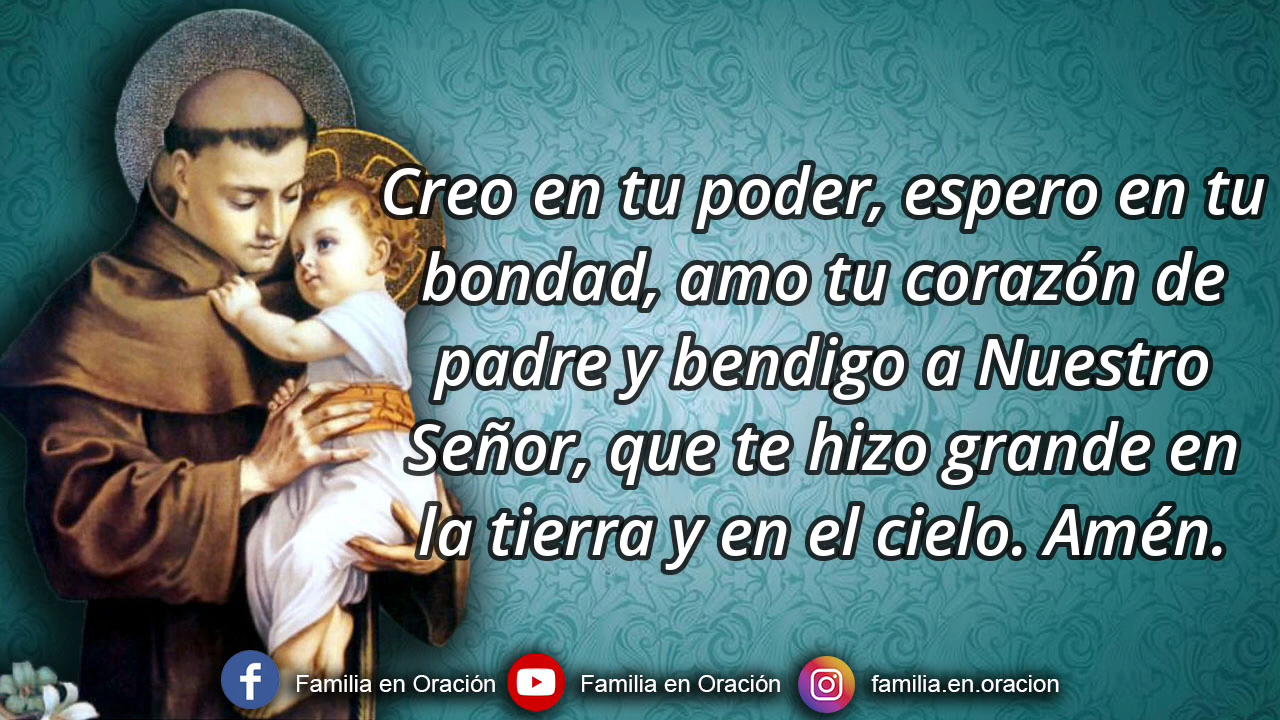 Creo en tu poder, espero en tu
bondad, amo tu corazón de
padre y bendigo a Nuestro
Señor, que te hizo grande en
la tierra y en el cielo. Amén.
Familia en Oración Familia en Oración familia.en.oracion